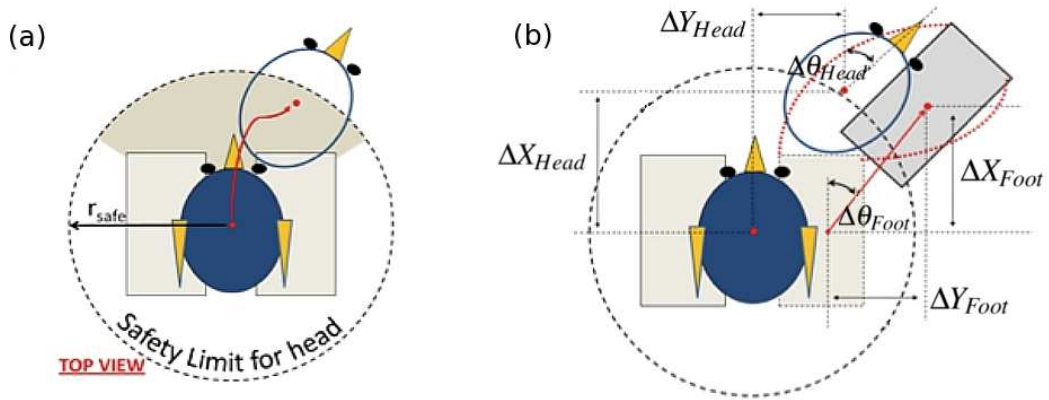 (a)
r_safe
Safety Limit for head
TOP VIEW
(b)
ΔY_Head
Δθ_Head
ΔX_Head
ΔX_Foot
Δθ_Foot
ΔY_Foot